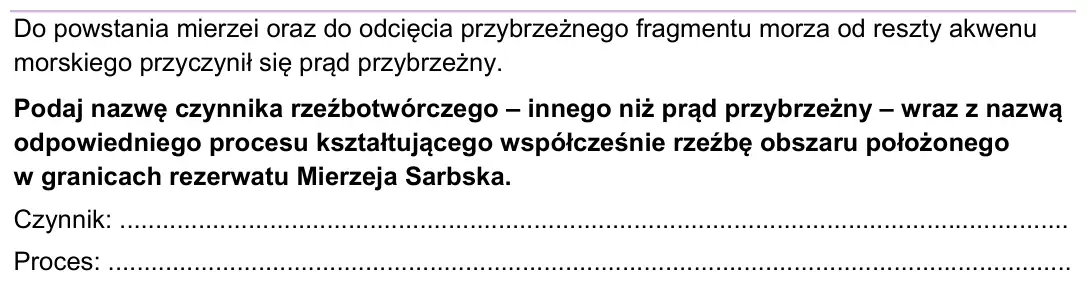 Do powstania mierzei oraz do odcięcia przybrzeżnego fragmentu morza od reszty akwenu
morskiego przyczynił się prąd przybrzeżny.
Podaj nazwę czynnika rzeźbotwórczego – innego niż prąd przybrzeżny – wraz z nazwą
odpowiedniego procesu kształtującego współcześnie rzeźbę obszaru położonego
w granicach rezerwatu Mierzeja Sarbska.
Czynnik: ....................................................................................................................................
Proces: ......................................................................................................................................